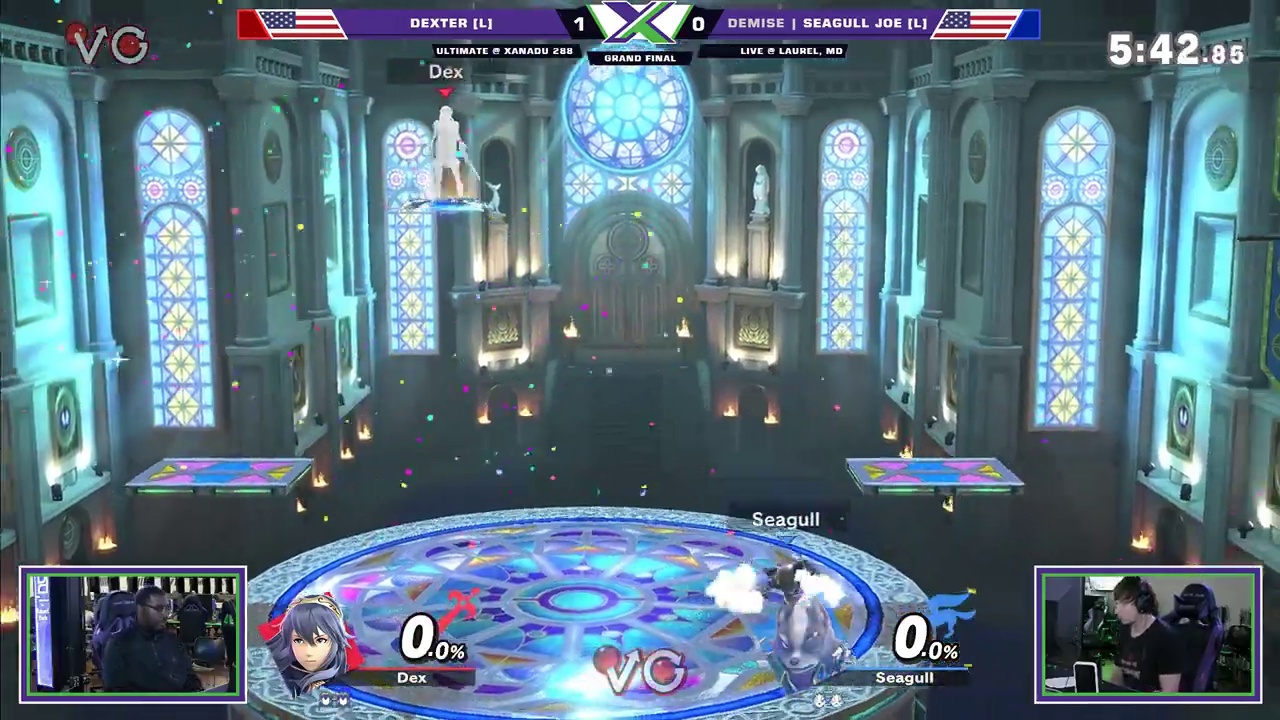 DEXTER [L]
1
0
DEMISE | SEAGULL JOE [L]
ULTIMATE @ XANADU 288
GRAND FINAL
LIVE @ LAUREL, MD
VG
5:42.85
Dex
Seagull
0.0%
Dex
VG
0.0%
Seagull